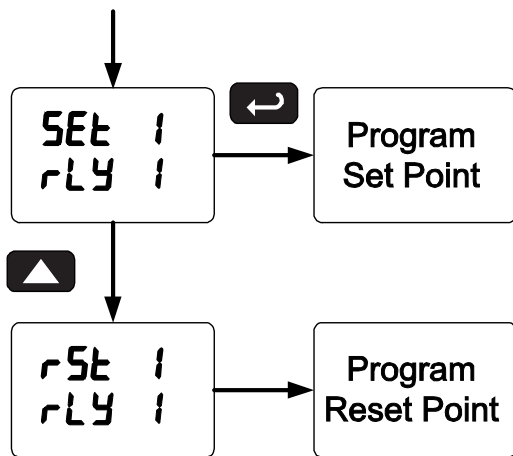 SEt 1
rLY 1
Program
Set Point
rSt 1
rLY 1
Program
Reset Point